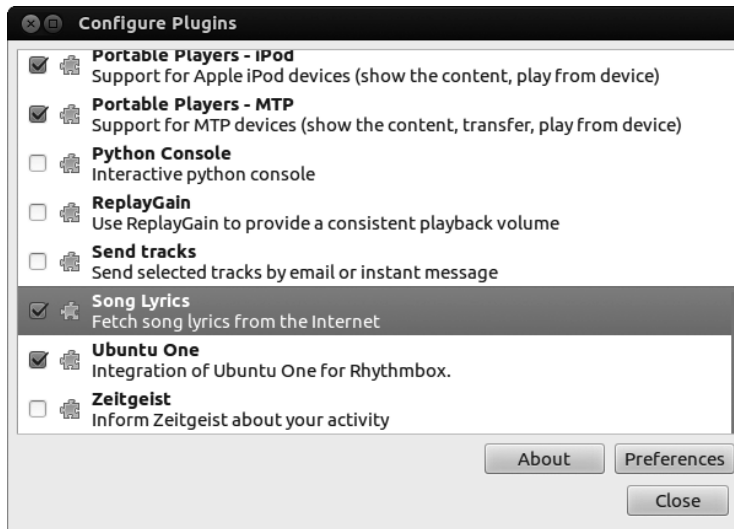 Configure Plugins
Portable Players - iPod
Support for Apple iPod devices (show the content, play from device)
Portable Players - MTP
Support for MTP devices (show the content, transfer, play from device)
Python Console
Interactive python console
ReplayGain
Use ReplayGain to provide a consistent playback volume
Send tracks
Send selected tracks by email or instant message
Song Lyrics
Fetch song lyrics from the Internet
Ubuntu One
Integration of Ubuntu One for Rhythmbox.
Zeitgeist
Inform Zeitgeist about your activity
About Preferences
Close